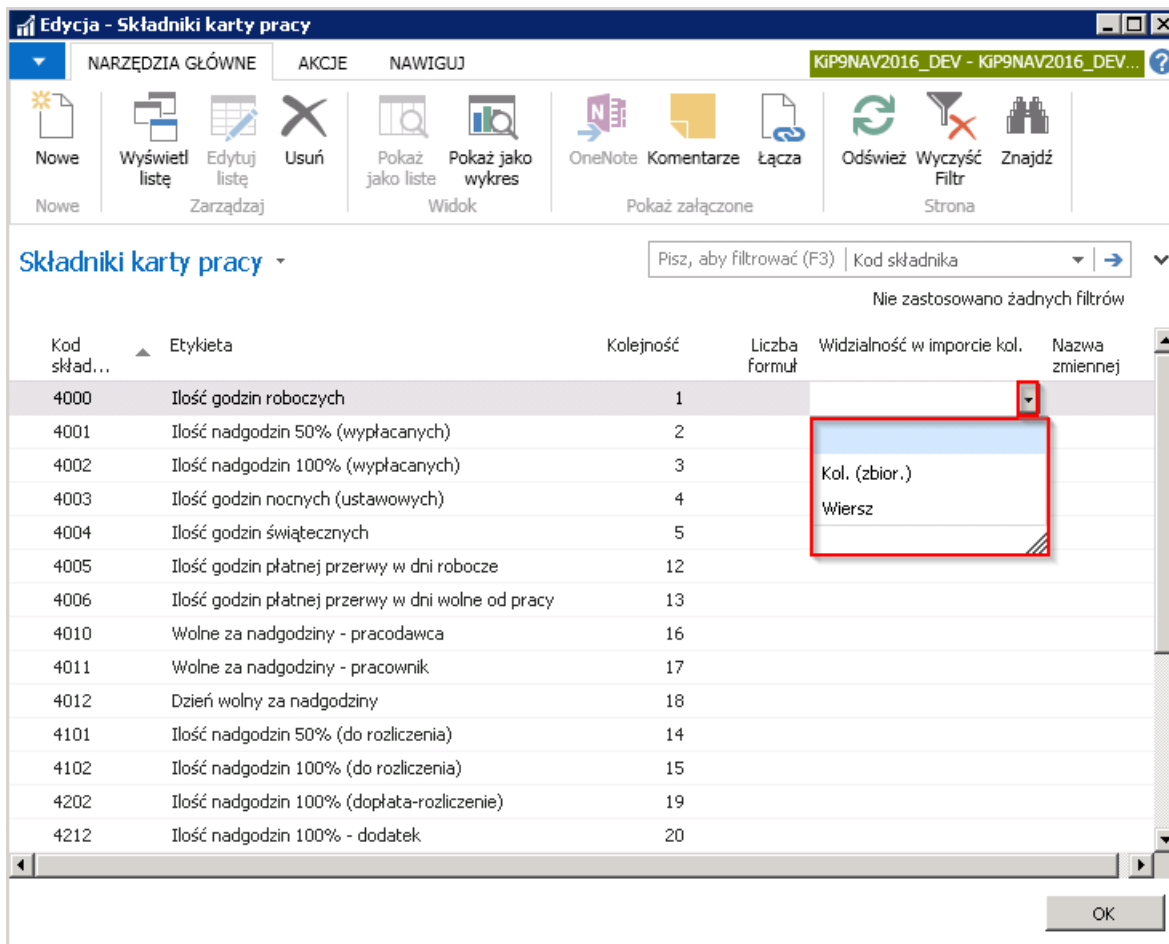 Edycja - Składniki karty pracy
NARZĘDZIA GŁÓWNE AKCJE NAWIGUJ KiP9NAV2016_DEV - KiP9NAV2016_DEV... ?
Nowe Wyświetl listę Edytuj listę Usuń Pokaż jako liste Pokaż jako wykres OneNote Komentarze Łącza Odśwież Wyczyść Filtr Znajdź
Nowe Zarządzaj Widok Pokaż załączone Strona
Składniki karty pracy Pisz, aby filtrować (F3) Kod składnika
Nie zastosowano żadnych filtrów
Kod skład... Etykieta Kolejność Liczba formuł Widzialność w imporcie kol. Nazwa zmiennej
4000 Ilość godzin roboczych 1
4001 Ilość nadgodzin 50% (wypłacanych) 2
4002 Ilość nadgodzin 100% (wypłacanych) 3 Kol. (zbior.)
4003 Ilość godzin nocnych (ustawowych) 4 Wiersz
4004 Ilość godzin świątecznych 5
4005 Ilość godzin płatnej przerwy w dni robocze 12
4006 Ilość godzin płatnej przerwy w dni wolne od pracy 13
4010 Wolne za nadgodziny - pracodawca 16
4011 Wolne za nadgodziny - pracownik 17
4012 Dzień wolny za nadgodziny 18
4101 Ilość nadgodzin 50% (do rozliczenia) 14
4102 Ilość nadgodzin 100% (do rozliczenia) 15
4202 Ilość nadgodzin 100% (dopłata-rozliczenie) 19
4212 Ilość nadgodzin 100% - dodatek 20
OK